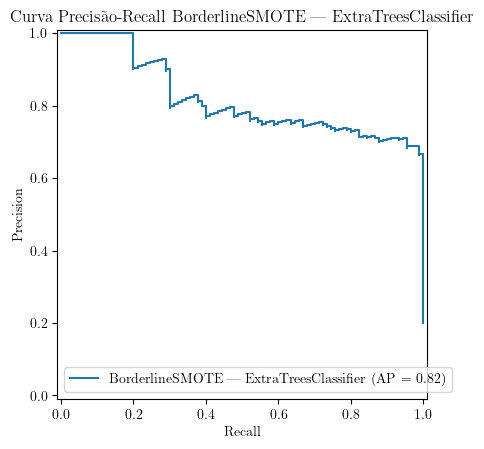 Curva Precisão-Recall BorderlineSMOTE — ExtraTreesClassifier
1.0
0.8
0.6
0.4
0.2
0.0
Precision
BorderlineSMOTE — ExtraTreesClassifier (AP = 0.82)
0.0 0.2 0.4 0.6 0.8 1.0
Recall